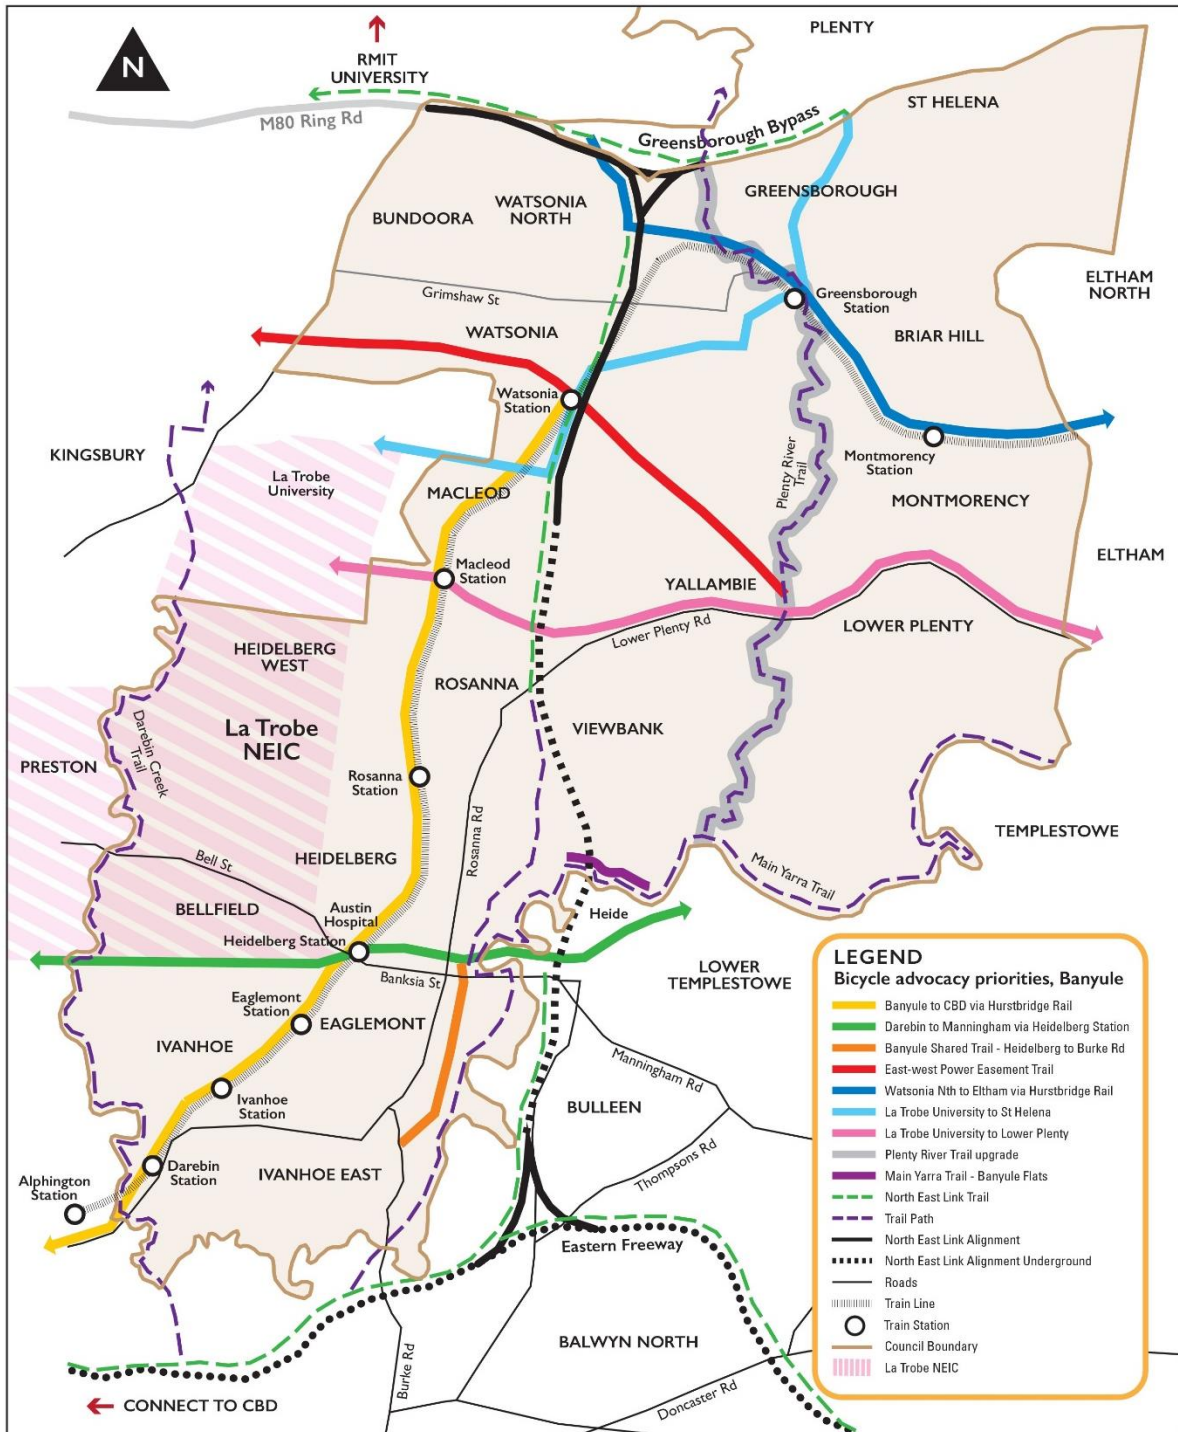 PLENTY
N
RMIT
UNIVERSITY
ST HELENA
M80 Ring Rd
Greensborough Bypass
GREENSBOROUGH
WATSONIA
NORTH
BUNDOORA
ELTHAM
NORTH
Grimshaw St
Greensborough
Station
WATSONIA
BRIAR HILL
Watsonia
Station
KINGSBURY
Montmorency
Station
Plenty River
Trail
La Trobe
University
MACLEOD
MONTMORENCY
ELTHAM
Macleod
Station
YALLAMBIE
LOWER PLENTY
Lower Plenty Rd
HEIDELBERG
WEST
ROSANNA
La Trobe
NEIC
VIEWBANK
Darebin Creek
Trail
PRESTON
Rosanna
Station
Rosanna Rd
TEMPLESTOWE
Bell St
HEIDELBERG
Main Yarra Trail
BELLFIELD
Austin
Hospital
Heide
Heidelberg Station
Banksia St
LOWER
TEMPLESTOWE
Eaglemont
Station
EAGLEMONT
IVANHOE
Manningham Rd
Ivanhoe
Station
BULLEEN
Thompsons Rd
Darebin
Station
IVANHOE EAST
Alphington
Station
Eastern Freeway
BALWYN NORTH
Burke Rd
Doncaster Rd
CONNECT TO CBD
LEGEND
Bicycle advocacy priorities, Banyule
Banyule to CBD via Hurstbridge Rail
Darebin to Manningham via Heidelberg Station
Banyule Shared Trail - Heidelberg to Burke Rd
East-west Power Easement Trail
Watsonia Nth to Eltham via Hurstbridge Rail
La Trobe University to St Helena
La Trobe University to Lower Plenty
Plenty River Trail upgrade
Main Yarra Trail - Banyule Flats
North East Link Trail
Trail Path
North East Link Alignment
North East Link Alignment Underground
Roads
Train Line
Train Station
Council Boundary
La Trobe NEIC